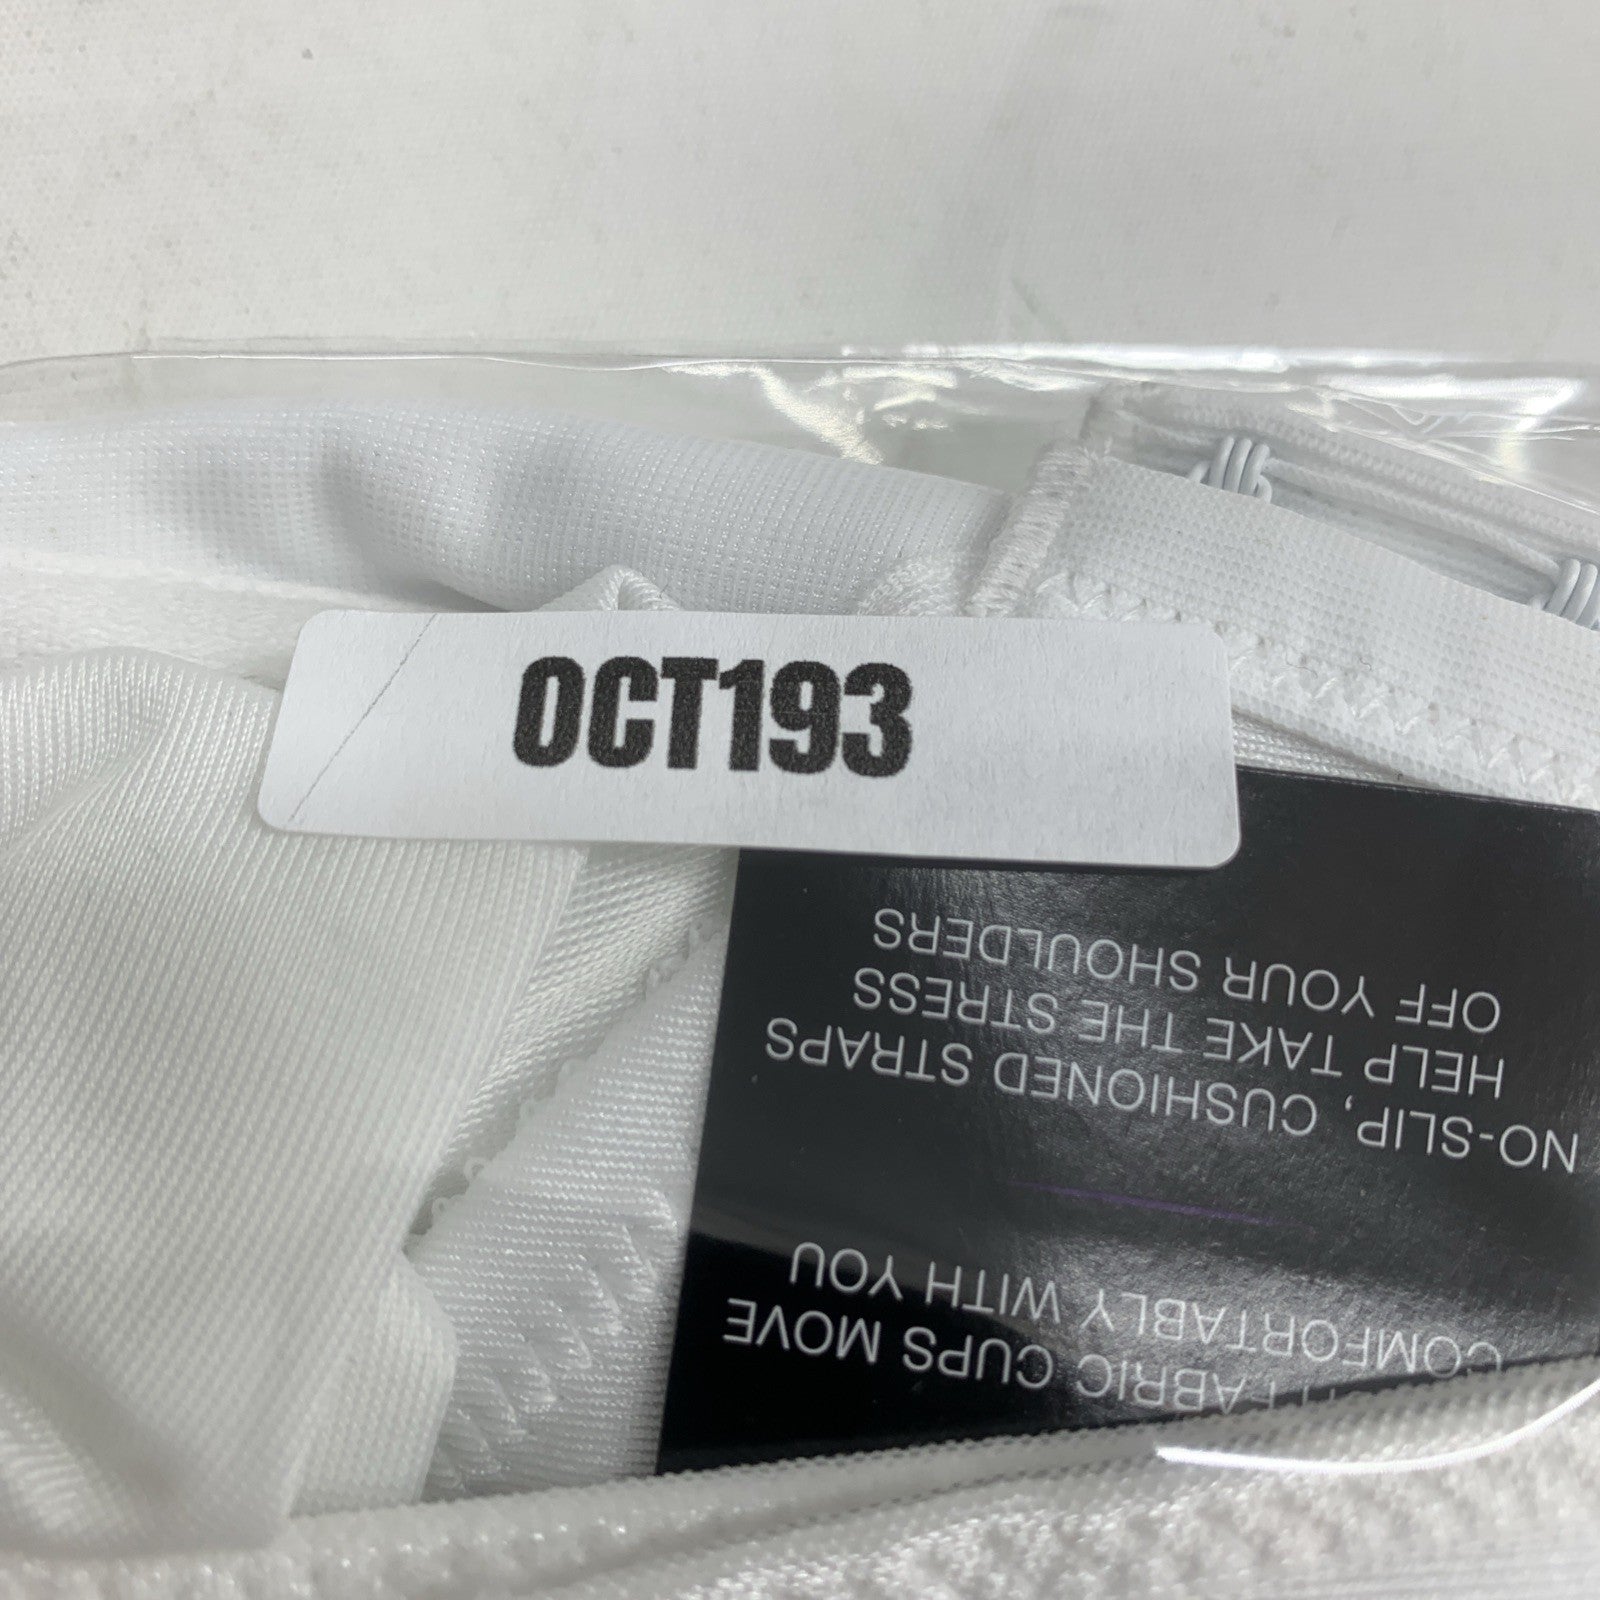 OCT193
FABRIC CUPS MOVE
COMFORTABLY WITH YOU
NO-SLIP, CUSHIONED STRAPS
HELP TAKE THE STRESS
OFF YOUR SHOULDERS